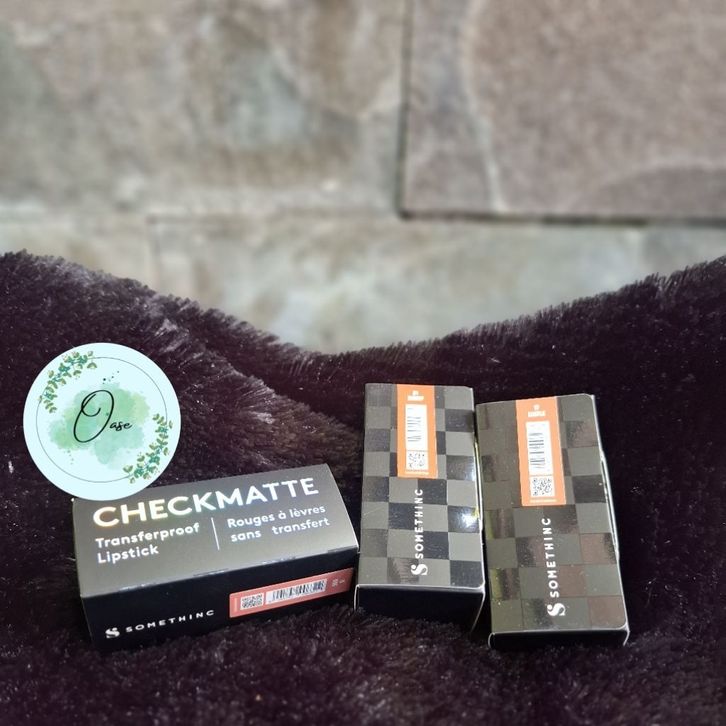 Oase
CHECKMATTE
Transferproof
Lipstick
Rouges à lèvres
sans transfert
SOMETHINC
SOMETHINC
SOMETHINC